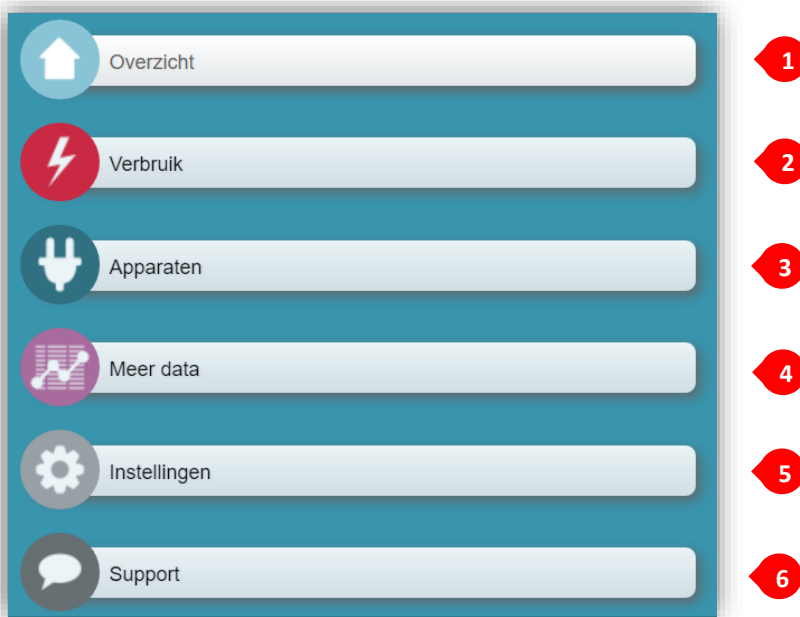 Overzicht
1
Verbruik
2
Apparaten
3
Meer data
4
Instellingen
5
Support
6